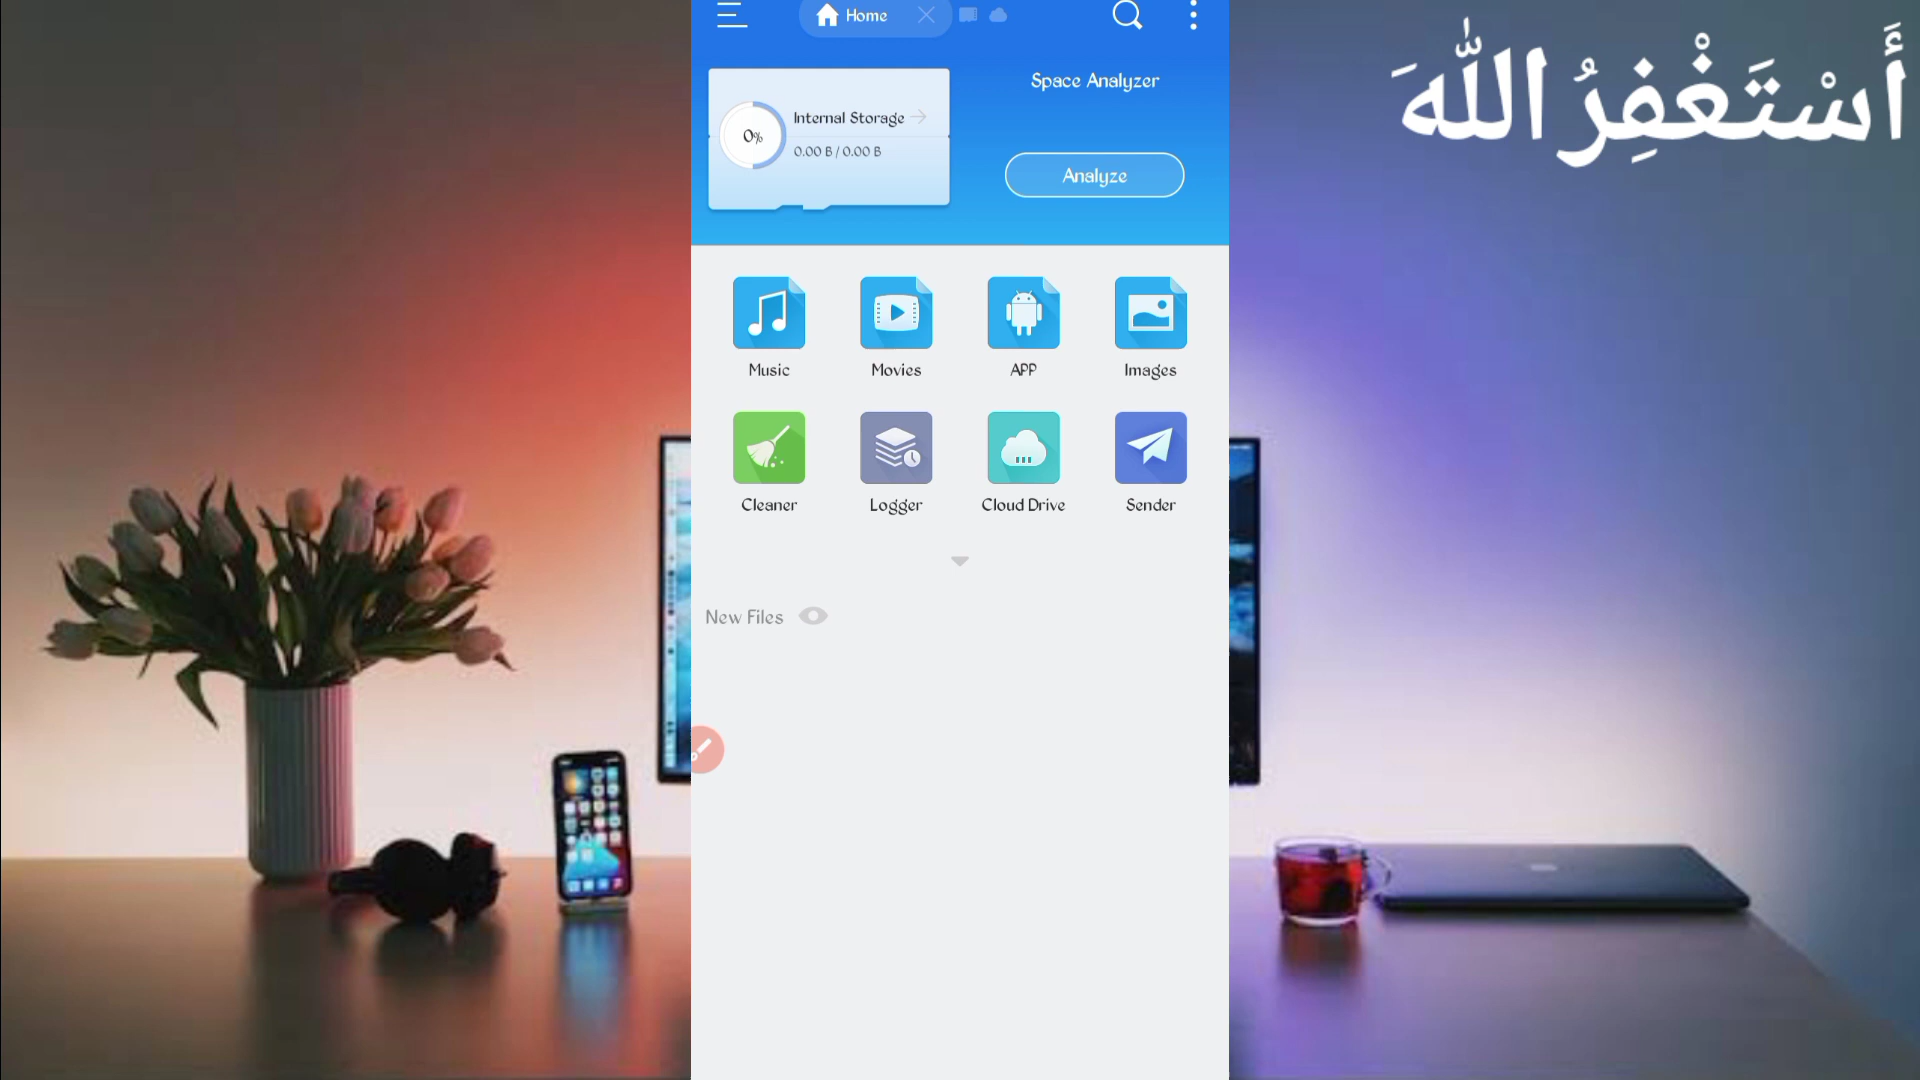 Home
أَسْتَغْفِرُ اللّٰهَ
Space Analyzer
Internal Storage
0%
0.00 B / 0.00 B
Analyze
Music
Movies
APP
Images
Cleaner
Logger
Cloud Drive
Sender
New Files